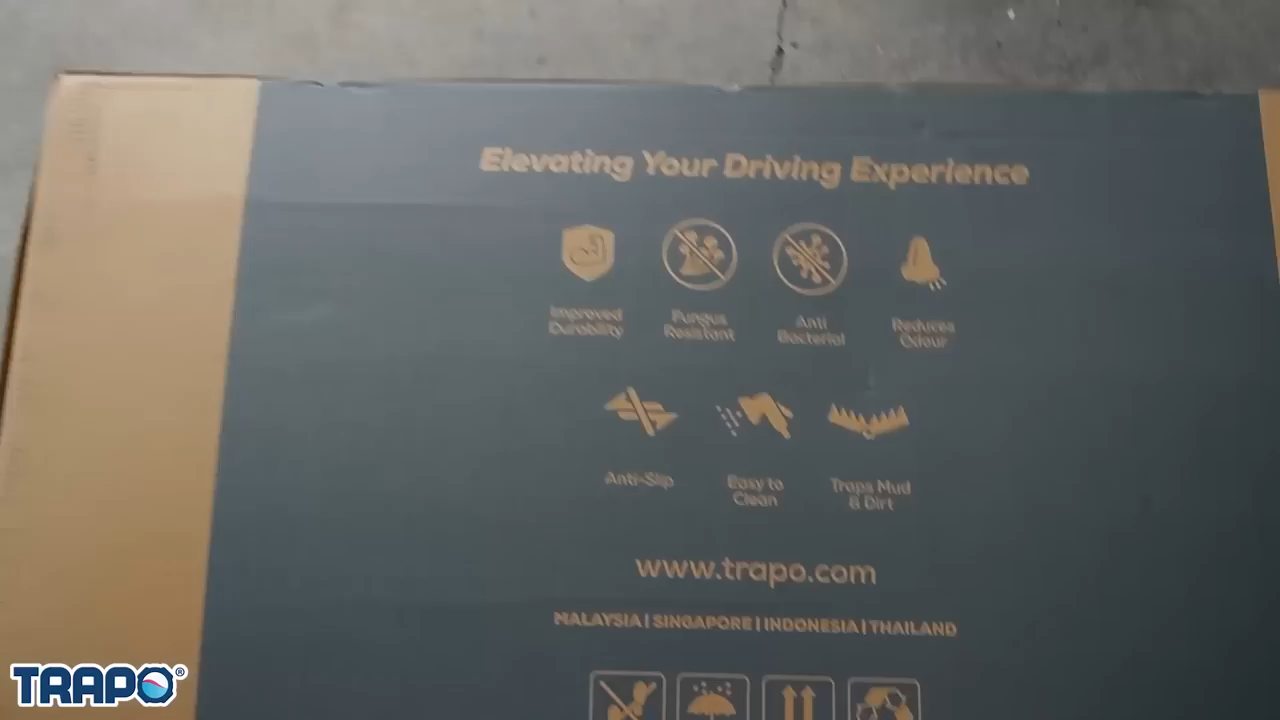 Elevating Your Driving Experience
Improved
Durability
Fungus
Resistant
Anti
Bacterial
Reduces
Odour
Anti-Slip
Easy to
Clean
Traps Mud
& Dirt
www.trapo.com
MALAYSIA | SINGAPORE | INDONESIA | THAILAND
TRAPO®